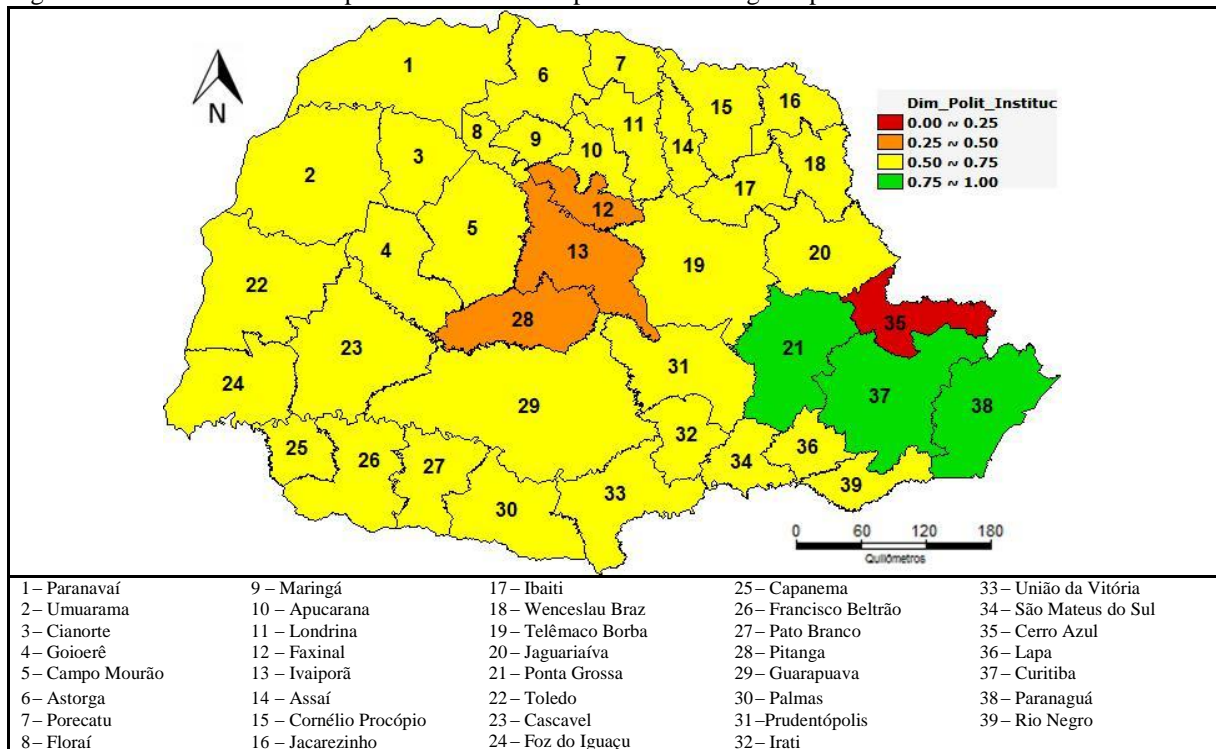 1
6
7
15
16
8
9
10
11
14
18
2
3
17
12
5
4
13
19
20
22
28
35
23
21
31
24
29
37
38
32
25
26
27
34
36
39
33
30
N
Dim_Polit_Instituc
0.00 ~ 0.25
0.25 ~ 0.50
0.50 ~ 0.75
0.75 ~ 1.00
0 60 120 180
Quilômetros
1 – Paranavaí
2 – Umuarama
3 – Cianorte
4 – Goioerê
5 – Campo Mourão
6 – Astorga
7 – Porecatu
8 – Floraí
9 – Maringá
10 – Apucarana
11 – Londrina
12 – Faxinal
13 – Ivaiporã
14 – Assaí
15 – Cornélio Procópio
16 – Jacarezinho
17 – Ibaiti
18 – Wenceslau Braz
19 – Telêmaco Borba
20 – Jaguariaíva
21 – Ponta Grossa
22 – Toledo
23 – Cascavel
24 – Foz do Iguaçu
25 – Capanema
26 – Francisco Beltrão
27 – Pato Branco
28 – Pitanga
29 – Guarapuava
30 – Palmas
31 –Prudentópolis
32 – Irati
33 – União da Vitória
34 – São Mateus do Sul
35 – Cerro Azul
36 – Lapa
37 – Curitiba
38 – Paranaguá
39 – Rio Negro